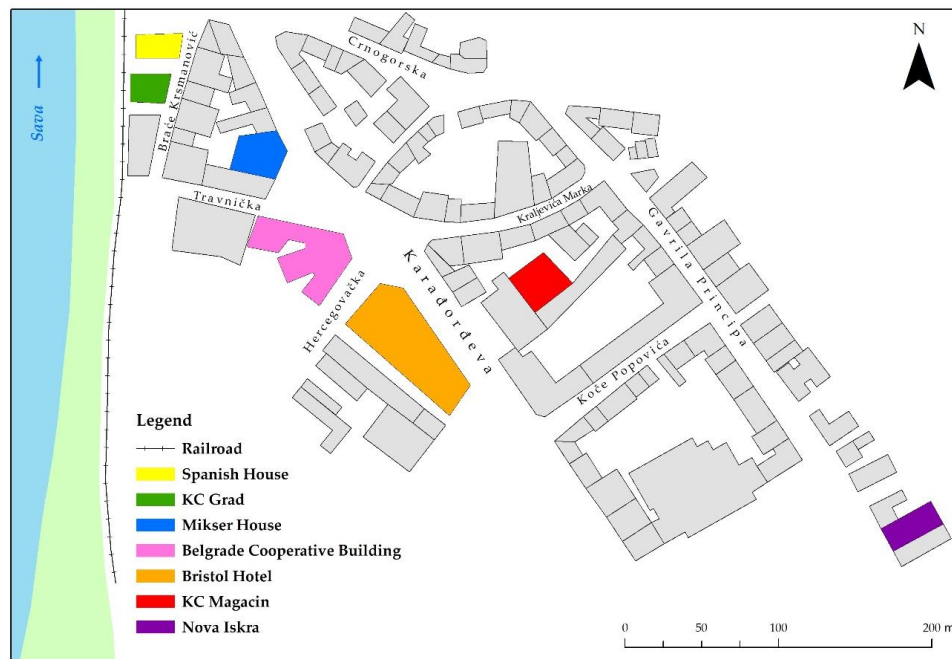 Sava
Braće Krsmanović
Crnogorska
N
Travnička
Kraljevića Marka
Gavrila Principa
Karađorđeva
Hercegovačka
Koče Popovića
Legend
Railroad
Spanish House
KC Grad
Mikser House
Belgrade Cooperative Building
Bristol Hotel
KC Magacin
Nova Iskra
0 50 100 200 m